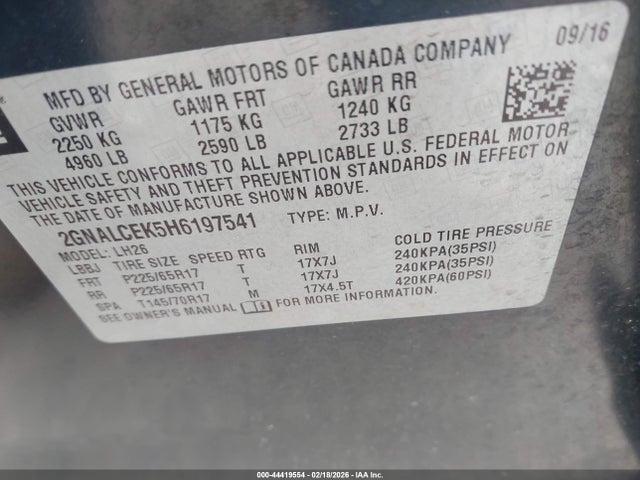 MFD BY GENERAL MOTORS OF CANADA COMPANY 09/16
GVWR GAWR FRT GAWR RR
2250 KG 1175 KG 1240 KG
4960 LB 2590 LB 2733 LB
THIS VEHICLE CONFORMS TO ALL APPLICABLE U.S. FEDERAL MOTOR
VEHICLE SAFETY AND THEFT PREVENTION STANDARDS IN EFFECT ON
THE DATE OF MANUFACTURE SHOWN ABOVE.
2GNALCEK5H6197541 TYPE: M.P.V.
MODEL: LH26
LBBJ TIRE SIZE SPEED RTG RIM COLD TIRE PRESSURE
FRT P225/65R17 T 17X7J 240KPA(35PSI)
RR P225/65R17 T 17X7J 240KPA(35PSI)
SPA T145/70R17 M 17X4.5T 420KPA(60PSI)
SEE OWNER'S MANUAL FOR MORE INFORMATION.
000-44419554 - 02/18/2026 - IAA Inc.